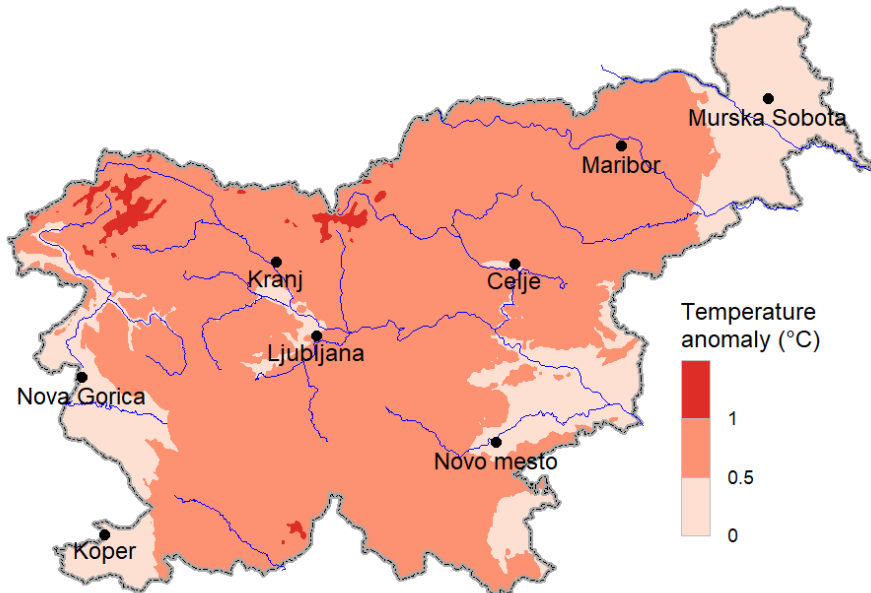 Murska Sobota
Maribor
Kranj
Celje
Ljubljana
Nova Gorica
Novo mesto
Koper
Temperature
anomaly (°C)
1
0.5
0